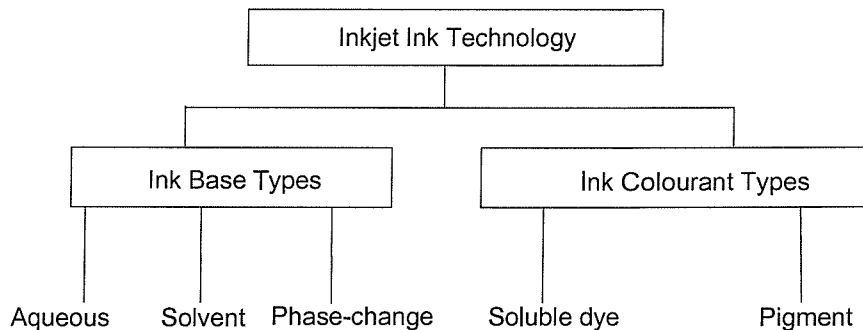 Inkjet Ink Technology
Ink Base Types
Ink Colourant Types
Aqueous
Solvent
Phase-change
Soluble dye
Pigment